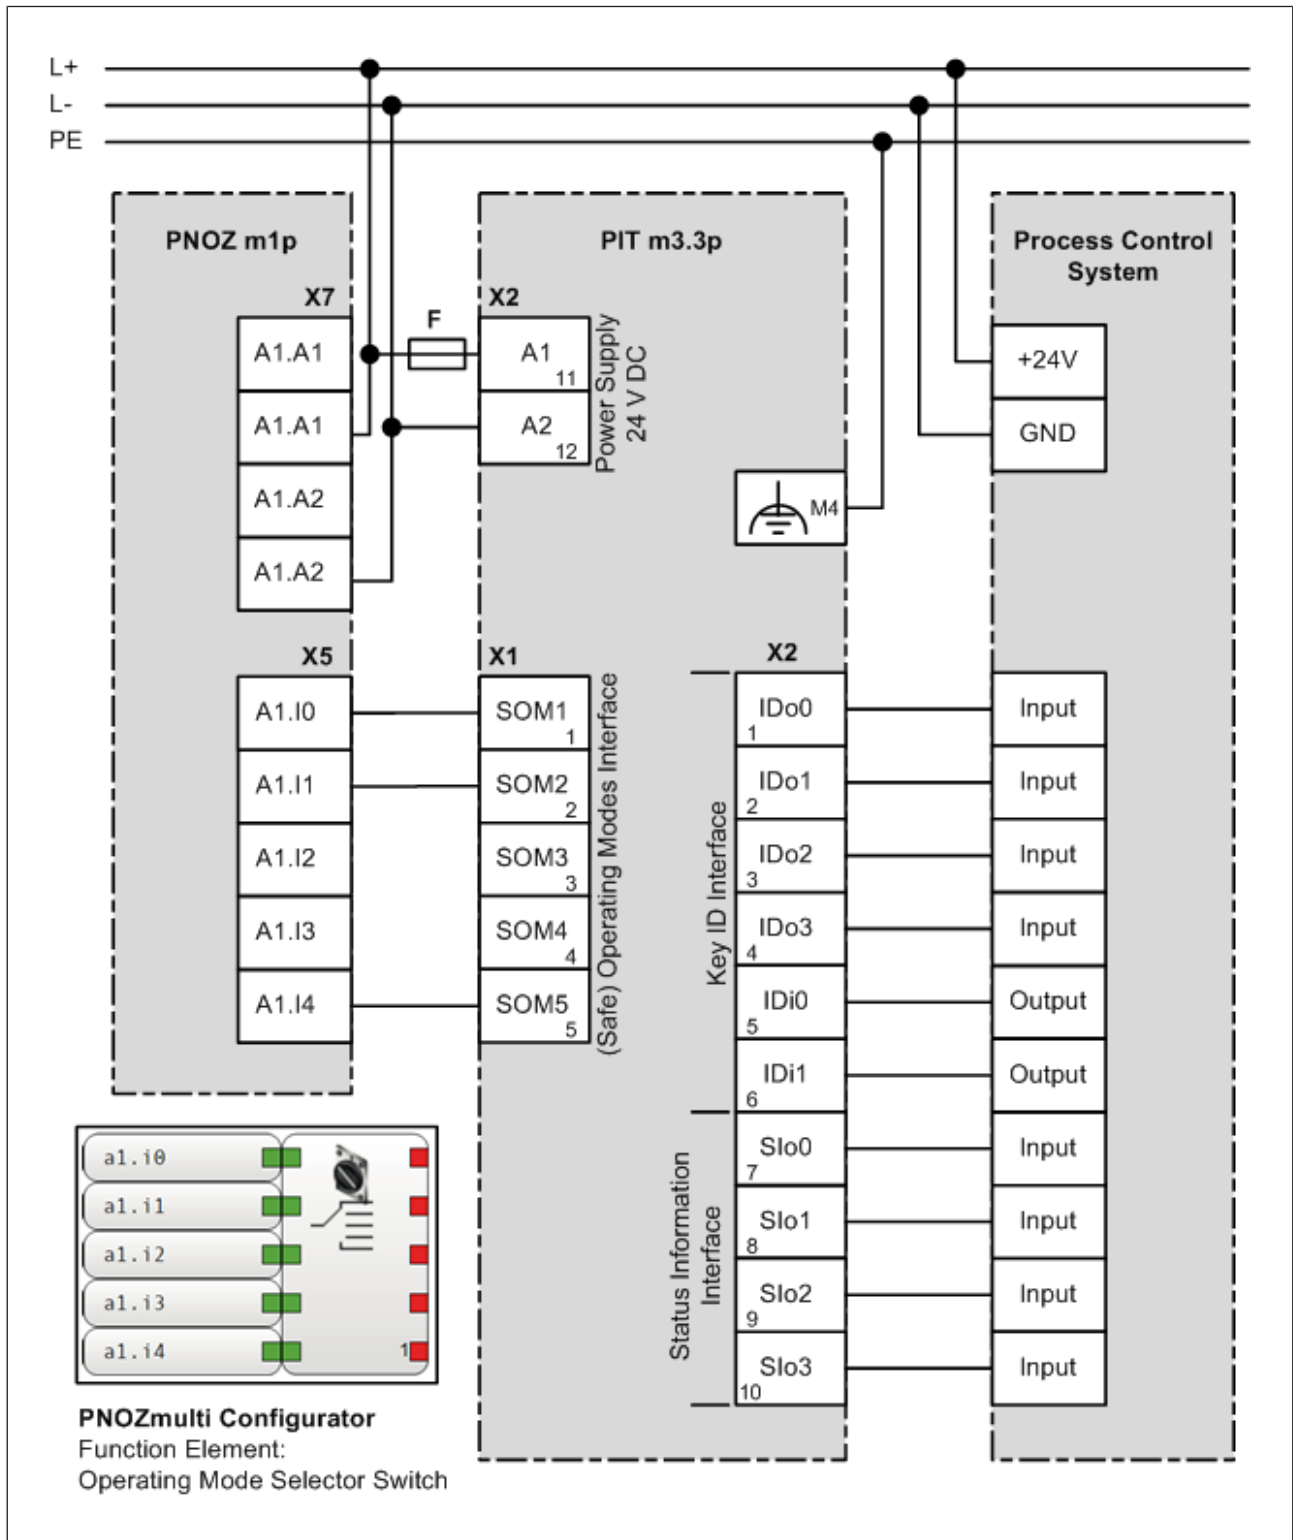 L+
L-
PE
PNOZ m1p
PIT m3.3p
Process Control
System
X7
F
X2
A1.A1
A1.A1
A1.A2
A1.A2
A1
11
A2
12
Power Supply
24 V DC
+24V
GND
M4
X5
X1
X2
A1.I0
A1.I1
A1.I2
A1.I3
A1.I4
SOM1
1
SOM2
2
SOM3
3
SOM4
4
SOM5
5
(Safe) Operating Modes Interface
Key ID Interface
Status Information
Interface
IDo0
1
IDo1
2
IDo2
3
IDo3
4
IDi0
5
IDi1
6
SIo0
7
SIo1
8
SIo2
9
SIo3
10
Input
Input
Input
Input
Output
Output
Input
Input
Input
Input
a1.i0
a1.i1
a1.i2
a1.i3
a1.i4
1
PNOZmulti Configurator
Function Element:
Operating Mode Selector Switch